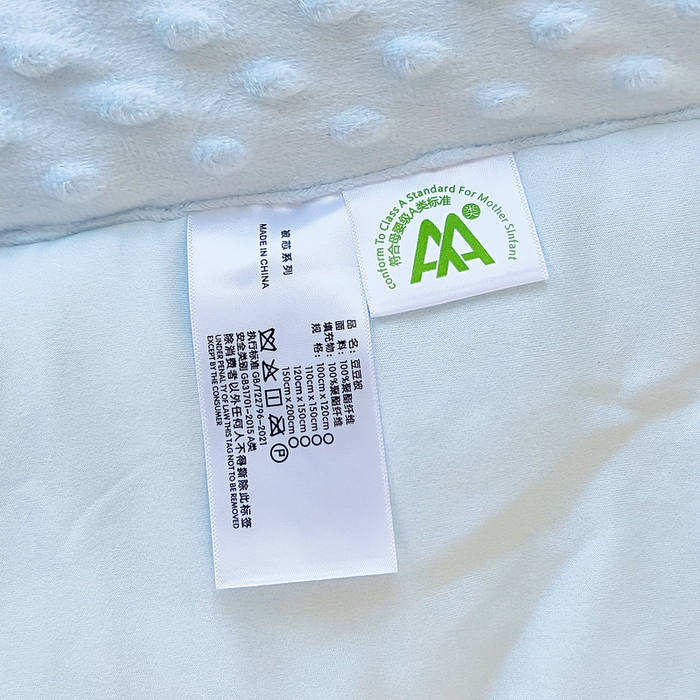 被芯系列
MADE IN CHINA
品 名：豆豆被
面 料：100%聚酯纤维
填充物：100%聚酯纤维
规 格：100cm x 120cm
110cm x 150cm
120cm x 150cm
150cm x 200cm
P
执行标准 GB/T22796-2021
安全类别 GB31701-2015 A类
除消费者以外任何人不得撕除此标签
UNDER PENALTY OF LAW THIS TAG NOT TO BE REMOVED
EXCEPT BY THE CONSUMER
conform To Class A Standard For Mother Sinfant
符合母婴级A类标准
AA
类